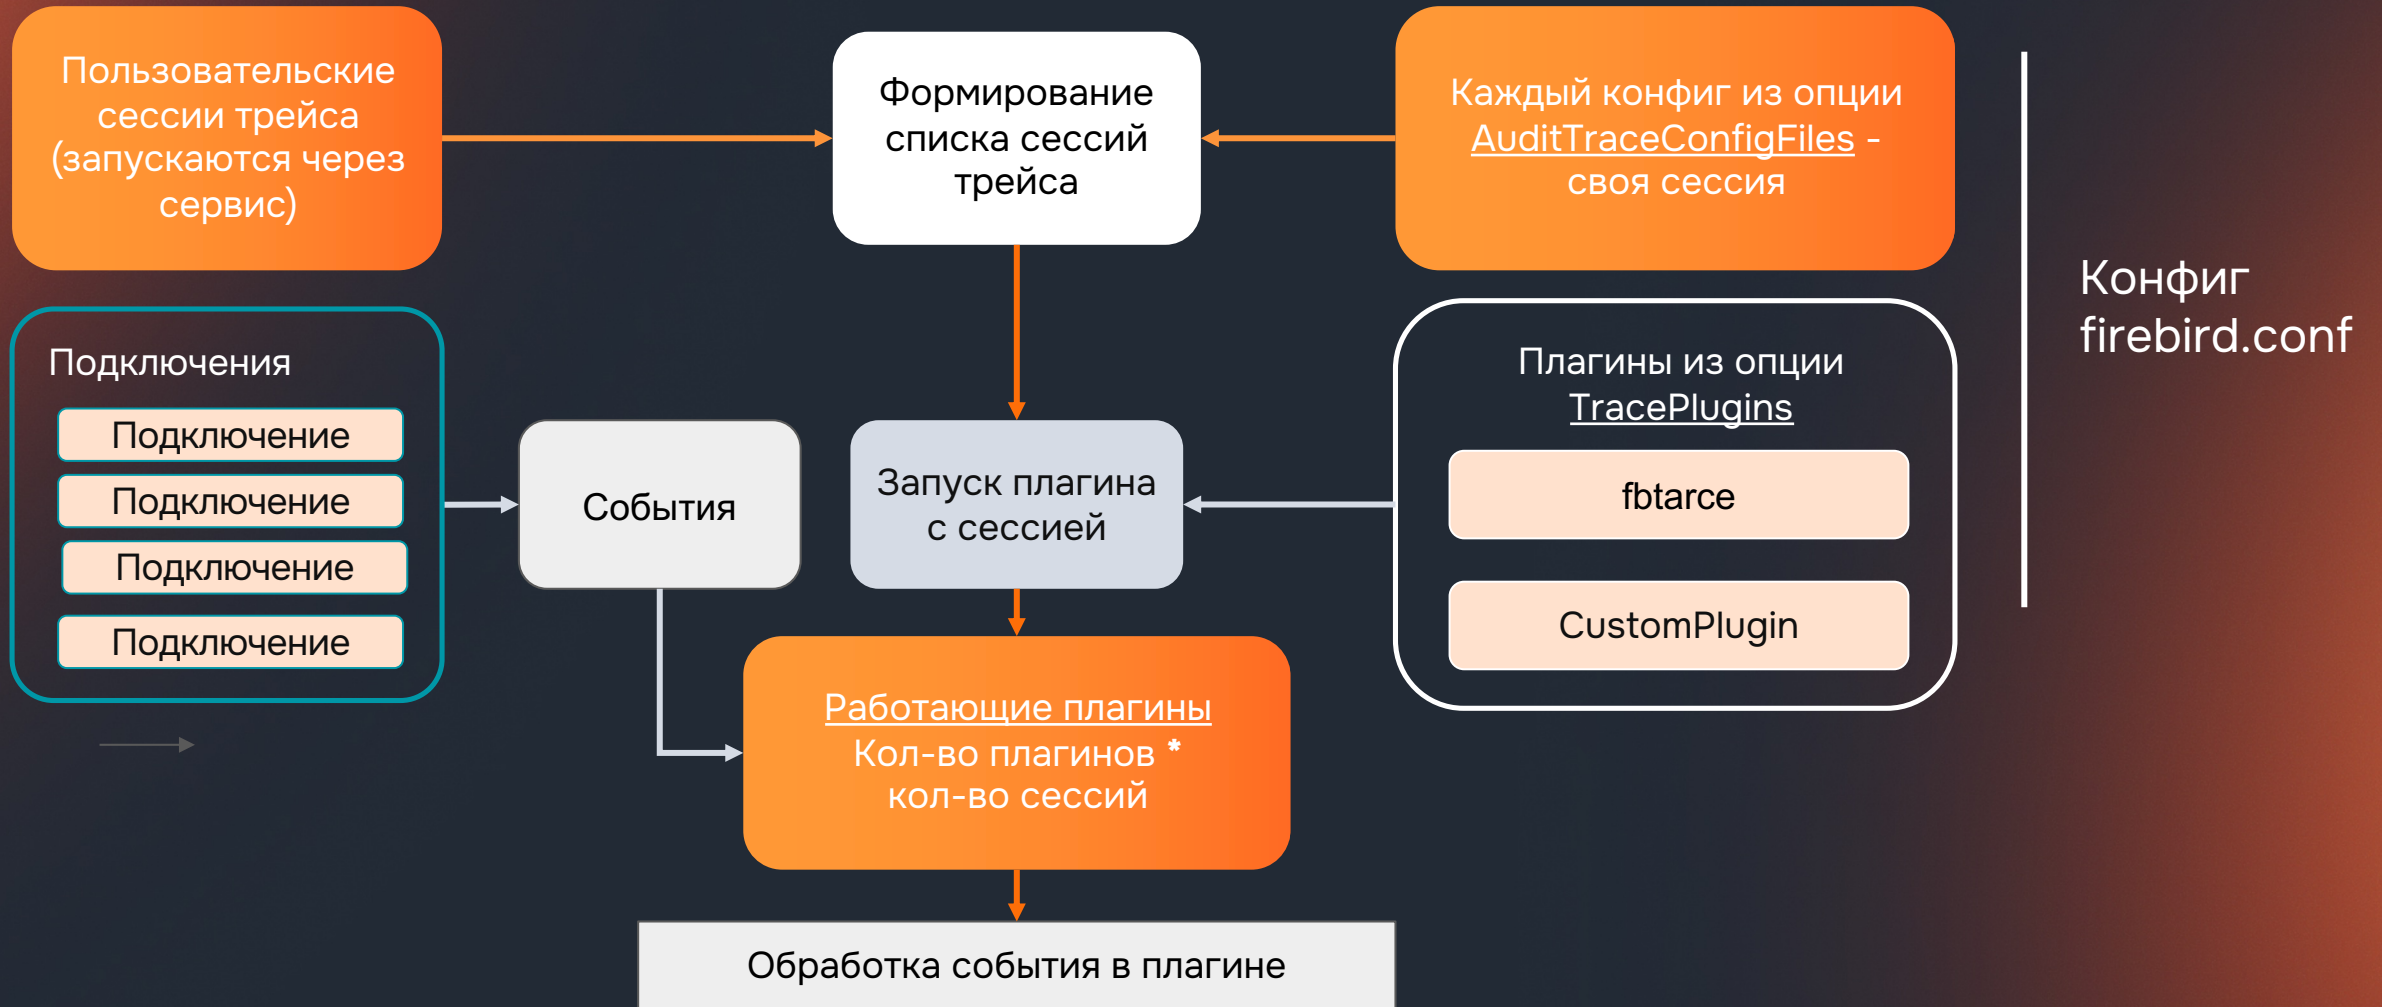 Пользовательские
сессии трейса
(запускаются через
сервис)
Формирование
списка сессий
трейса
Каждый конфиг из опции
AuditTraceConfigFiles -
своя сессия
Конфиг
firebird.conf
Подключения
Подключение
Подключение
Подключение
Подключение
События
Запуск плагина
с сессией
Плагины из опции
TracePlugins
fbtarce
CustomPlugin
Работающие плагины
Кол-во плагинов *
кол-во сессий
Обработка события в плагине